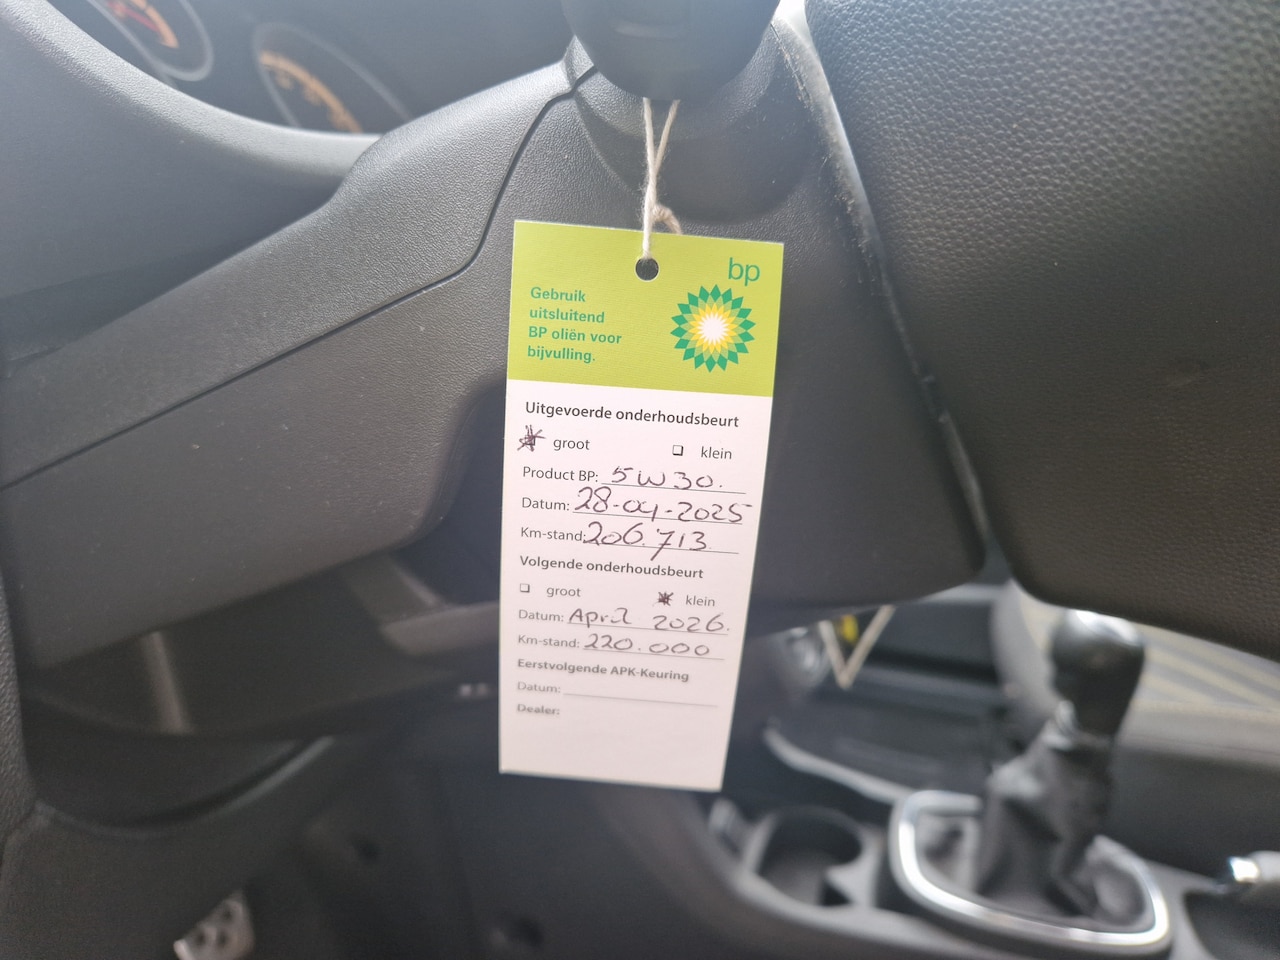 bp
Gebruik
uitsluitend
BP oliën voor
bijvulling.
Uitgevoerde onderhoudsbeurt
groot klein
Product BP: 5W30.
Datum: 28-04-2025
Km-stand: 206.713
Volgende onderhoudsbeurt
groot klein
Datum: April 2026.
Km-stand: 220.000
Eerstvolgende APK-Keuring
Datum:
Dealer: